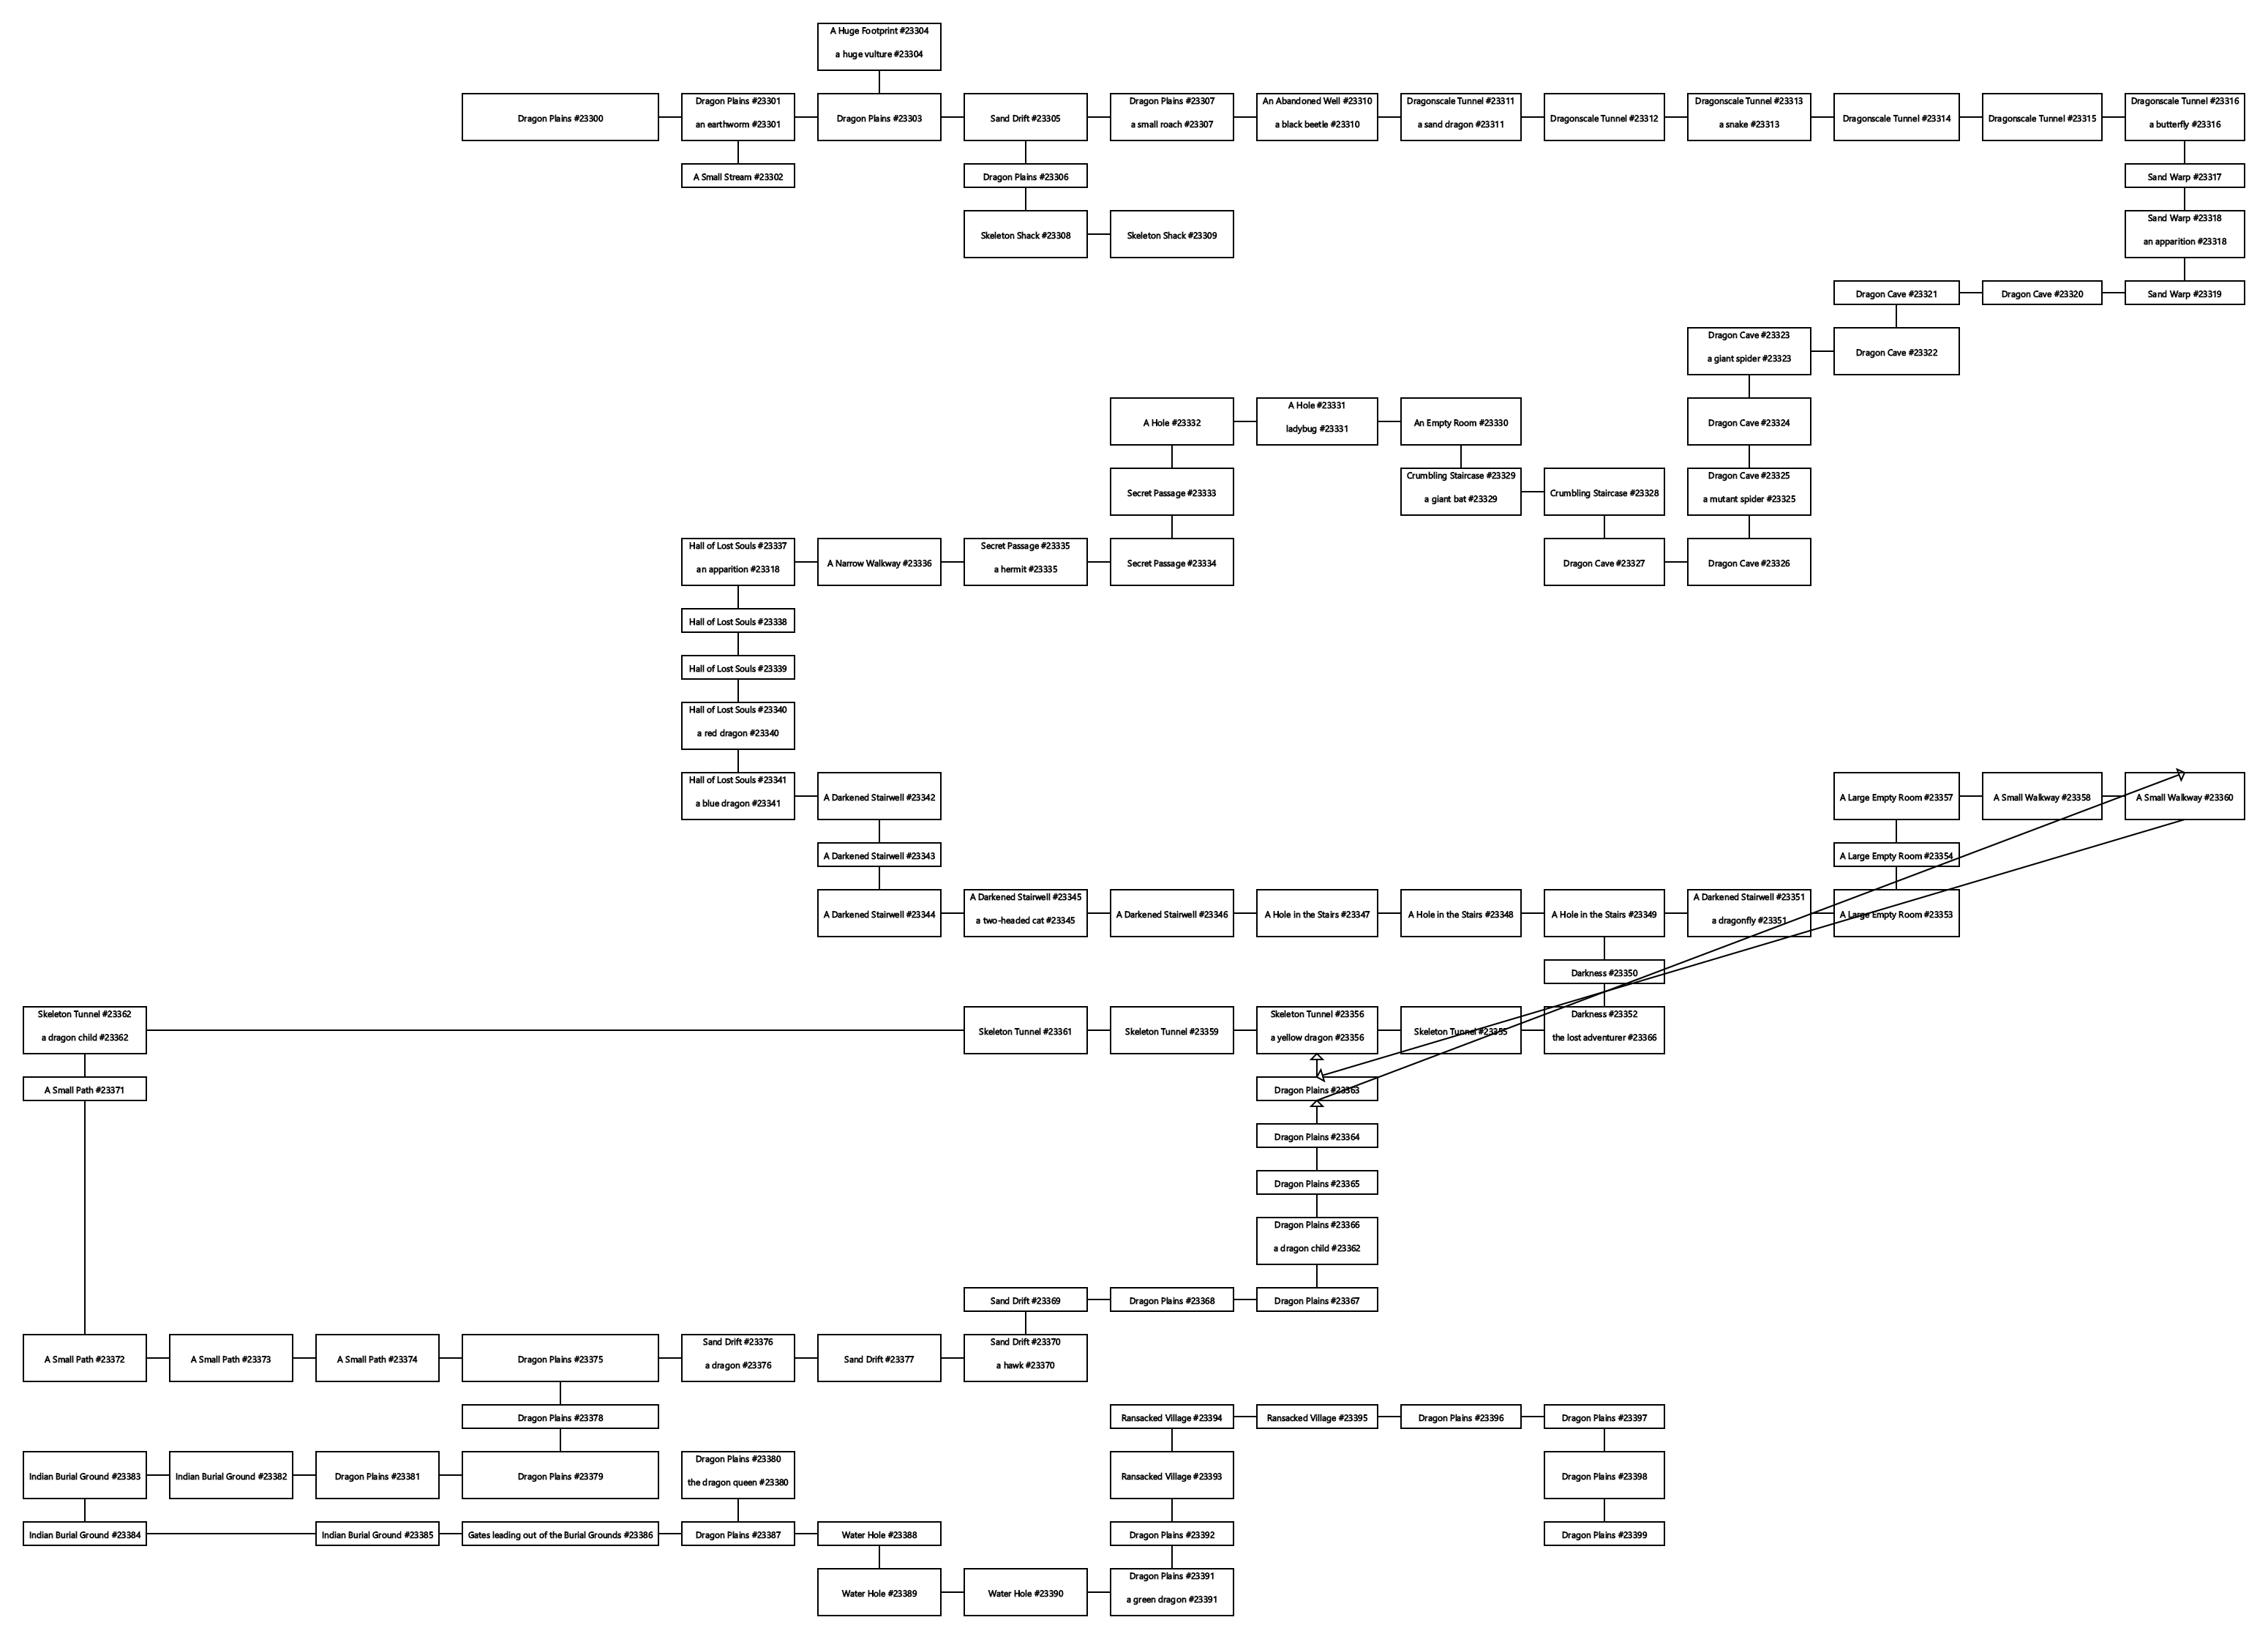 A Huge Footprint #23304
a huge vulture #23304
Dragon Plains #23300
Dragon Plains #23301
an earthworm #23301
Dragon Plains #23303
Sand Drift #23305
Dragon Plains #23307
a small roach #23307
An Abandoned Well #23310
a black beetle #23310
Dragonscale Tunnel #23311
a sand dragon #23311
Dragonscale Tunnel #23312
Dragonscale Tunnel #23313
a snake #23313
Dragonscale Tunnel #23314
Dragonscale Tunnel #23315
Dragonscale Tunnel #23316
a butterfly #23316
A Small Stream #23302
Dragon Plains #23306
Sand Warp #23317
Skeleton Shack #23308
Skeleton Shack #23309
Sand Warp #23318
an apparition #23318
Dragon Cave #23321
Dragon Cave #23320
Sand Warp #23319
Dragon Cave #23323
a giant spider #23323
Dragon Cave #23322
A Hole #23332
A Hole #23331
ladybug #23331
An Empty Room #23330
Dragon Cave #23324
Secret Passage #23333
Crumbling Staircase #23329
a giant bat #23329
Crumbling Staircase #23328
Dragon Cave #23325
a mutant spider #23325
Hall of Lost Souls #23337
an apparition #23318
A Narrow Walkway #23336
Secret Passage #23335
a hermit #23335
Secret Passage #23334
Dragon Cave #23327
Dragon Cave #23326
Hall of Lost Souls #23338
Hall of Lost Souls #23339
Hall of Lost Souls #23340
a red dragon #23340
Hall of Lost Souls #23341
a blue dragon #23341
A Darkened Stairwell #23342
A Large Empty Room #23357
A Small Walkway #23358
A Small Walkway #23360
A Darkened Stairwell #23343
A Large Empty Room #23354
A Darkened Stairwell #23344
A Darkened Stairwell #23345
a two-headed cat #23345
A Darkened Stairwell #23346
A Hole in the Stairs #23347
A Hole in the Stairs #23348
A Hole in the Stairs #23349
A Darkened Stairwell #23351
a dragonfly #23351
A Large Empty Room #23353
Darkness #23350
Skeleton Tunnel #23362
a dragon child #23362
Skeleton Tunnel #23361
Skeleton Tunnel #23359
Skeleton Tunnel #23356
a yellow dragon #23356
Skeleton Tunnel #23355
Darkness #23352
the lost adventurer #23366
A Small Path #23371
Dragon Plains #23363
Dragon Plains #23364
Dragon Plains #23365
Dragon Plains #23366
a dragon child #23362
Sand Drift #23369
Dragon Plains #23368
Dragon Plains #23367
A Small Path #23372
A Small Path #23373
A Small Path #23374
Dragon Plains #23375
Sand Drift #23376
a dragon #23376
Sand Drift #23377
Sand Drift #23370
a hawk #23370
Dragon Plains #23378
Ransacked Village #23394
Ransacked Village #23395
Dragon Plains #23396
Dragon Plains #23397
Indian Burial Ground #23383
Indian Burial Ground #23382
Dragon Plains #23381
Dragon Plains #23379
Dragon Plains #23380
the dragon queen #23380
Ransacked Village #23393
Dragon Plains #23398
Indian Burial Ground #23384
Indian Burial Ground #23385
Gates leading out of the Burial Grounds #23386
Dragon Plains #23387
Water Hole #23388
Dragon Plains #23392
Dragon Plains #23399
Water Hole #23389
Water Hole #23390
Dragon Plains #23391
a green dragon #23391